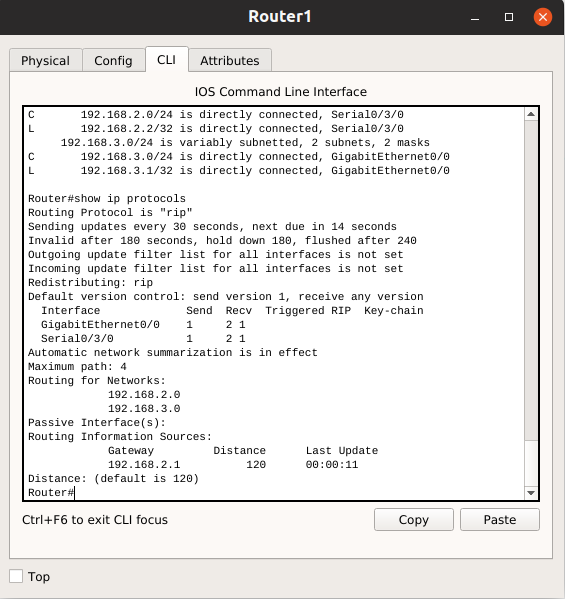 Router1
Physical Config CLI Attributes
IOS Command Line Interface
C       192.168.2.0/24 is directly connected, Serial0/3/0
L       192.168.2.2/32 is directly connected, Serial0/3/0
     192.168.3.0/24 is variably subnetted, 2 subnets, 2 masks
C       192.168.3.0/24 is directly connected, GigabitEthernet0/0
L       192.168.3.1/32 is directly connected, GigabitEthernet0/0
Router#show ip protocols
Routing Protocol is "rip"
Sending updates every 30 seconds, next due in 14 seconds
Invalid after 180 seconds, hold down 180, flushed after 240
Outgoing update filter list for all interfaces is not set
Incoming update filter list for all interfaces is not set
Redistributing: rip
Default version control: send version 1, receive any version
  Interface             Send  Recv  Triggered RIP  Key-chain
  GigabitEthernet0/0    1     2 1
  Serial0/3/0           1     2 1
Automatic network summarization is in effect
Maximum path: 4
Routing for Networks:
            192.168.2.0
            192.168.3.0
Passive Interface(s):
Routing Information Sources:
            Gateway         Distance      Last Update
            192.168.2.1          120      00:00:11
Distance: (default is 120)
Router#
Ctrl+F6 to exit CLI focus
Copy Paste
Top